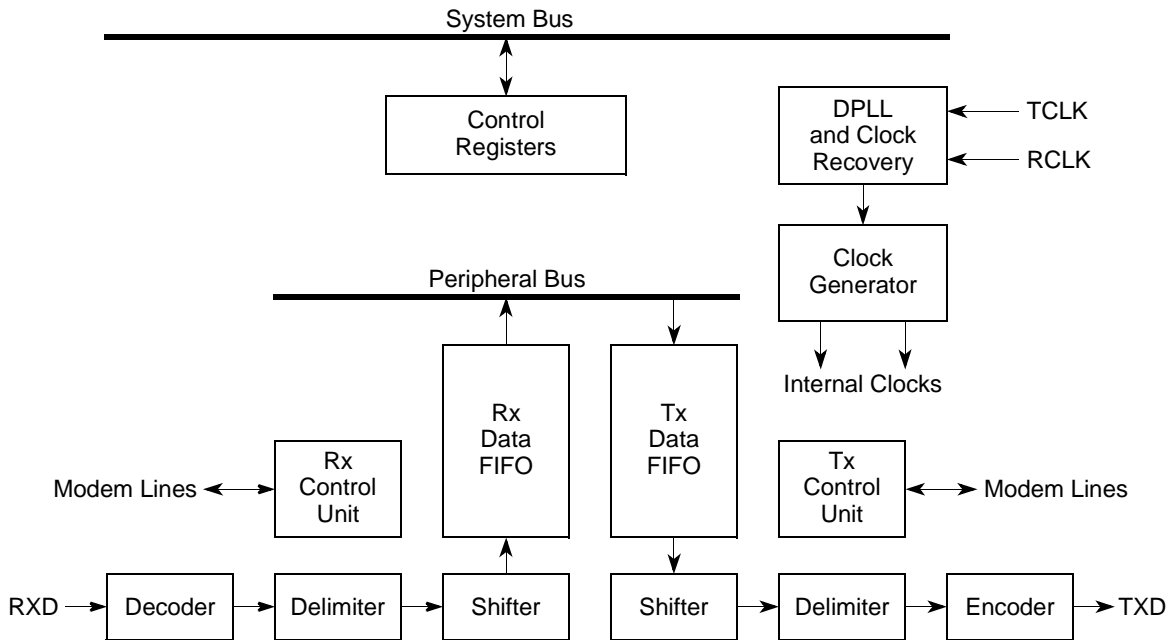 System Bus
Control
Registers
DPLL
and Clock
Recovery
TCLK
RCLK
Clock
Generator
Internal Clocks
Peripheral Bus
Rx
Data
FIFO
Tx
Data
FIFO
Modem Lines
Rx
Control
Unit
Tx
Control
Unit
Modem Lines
RXD
Decoder
Delimiter
Shifter
Shifter
Delimiter
Encoder
TXD